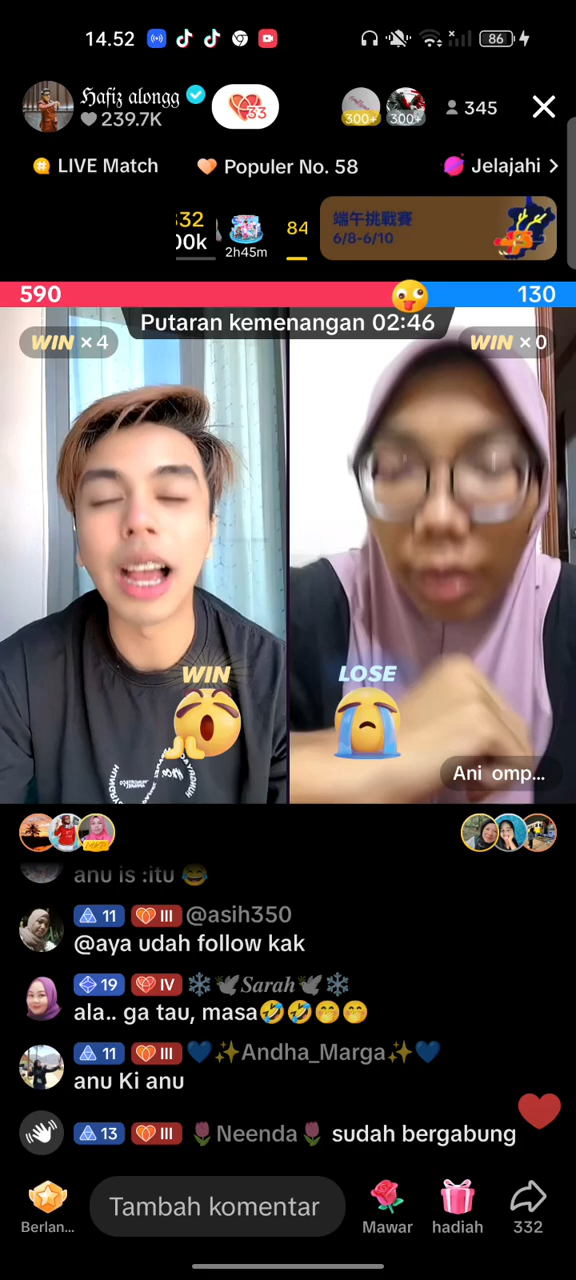 14.52
86
Hafiz alongg
239.7K
33
300+
300+
345
LIVE Match
Populer No. 58
Jelajahi
332
00k
2h45m
84
端午挑戰賽
6/8-6/10
590
130
Putaran kemenangan 02:46
WIN × 4
WIN × 0
WIN
LOSE
Ani omp...
anu is :itu 😂
11 III @asih350
@aya udah follow kak
19 IV ❄️🕊Sarah🕊❄️
ala.. ga tau, masa🤣🤣🤭🤭
11 III 💙✨Andha_Marga✨💙
anu Ki anu
13 III 🌷Neenda🌷 sudah bergabung
Tambah komentar
Berlan...
Mawar
hadiah
332